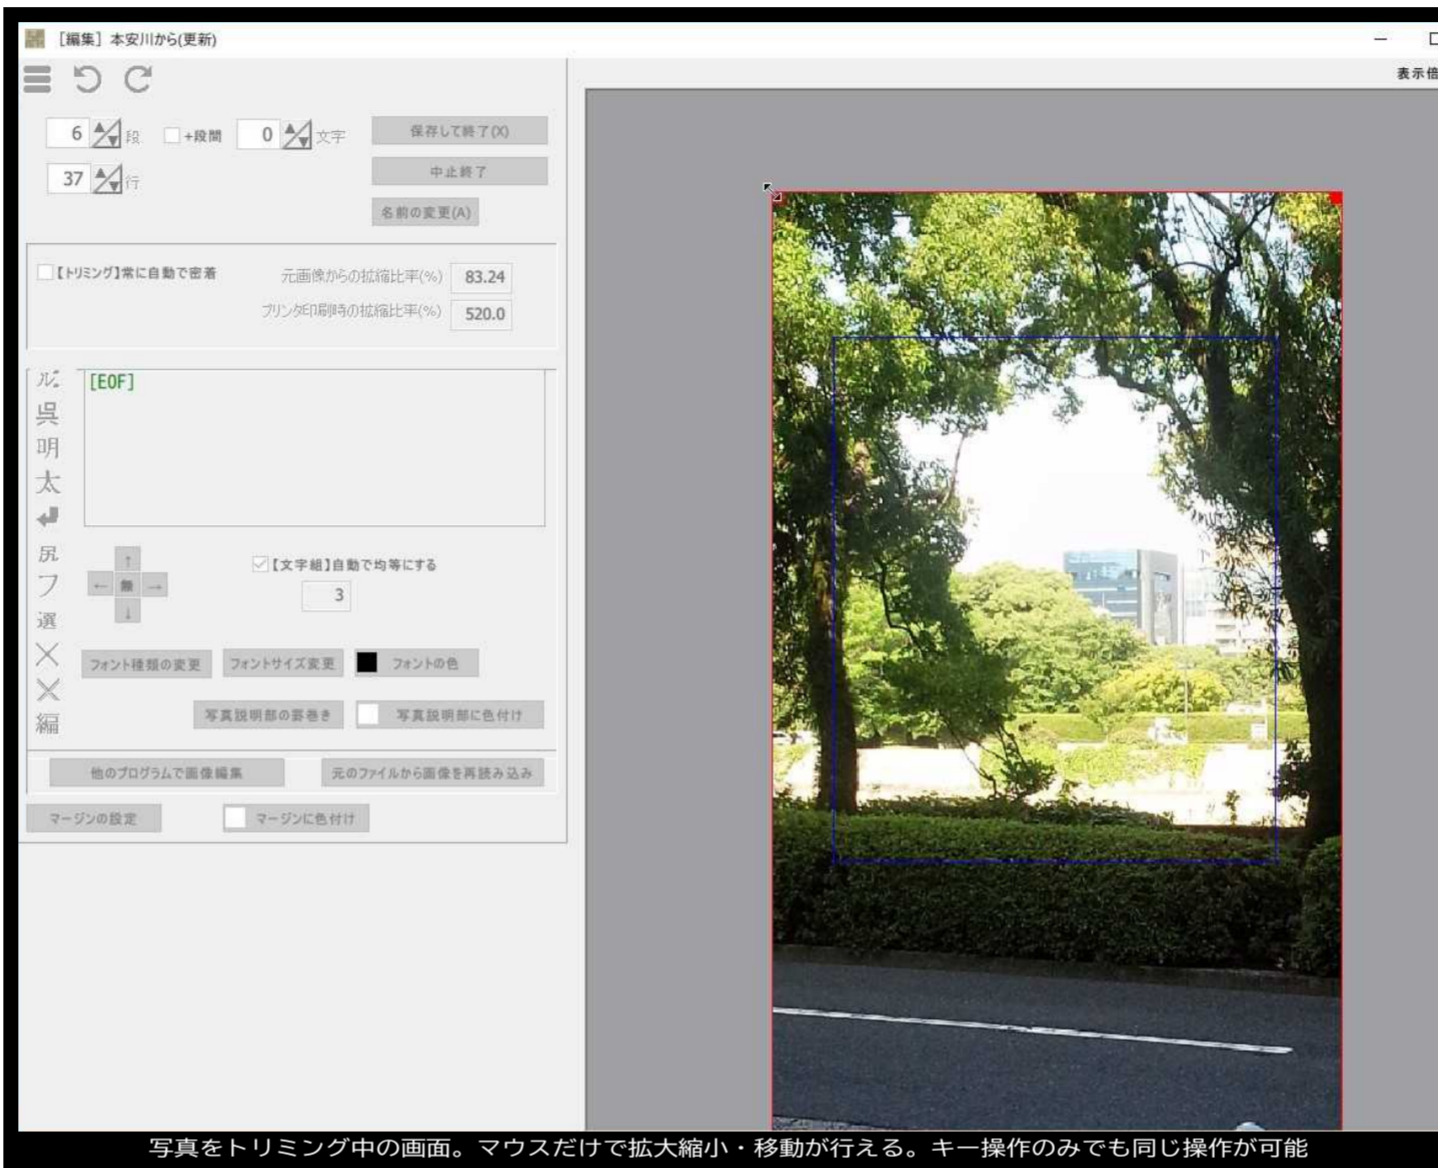 ［編集］本安川から(更新)
表示倍
6 段 +段間 0 文字 保存して終了(X)
37 行 中止終了
名前の変更(A)
【トリミング】常に自動で密着 元画像からの拡縮比率(%) 83.24
プリンタ印刷時の拡縮比率(%) 520.0
[EOF]
ル
呉
明
太
尻
フ
選
編
↑
← 無 →
↓
【文字組】自動で均等にする
3
フォント種類の変更 フォントサイズ変更 フォントの色
写真説明部の罫巻き 写真説明部に色付け
他のプログラムで画像編集 元のファイルから画像を再読み込み
マージンの設定 マージンに色付け
写真をトリミング中の画面。マウスだけで拡大縮小・移動が行える。キー操作のみでも同じ操作が可能